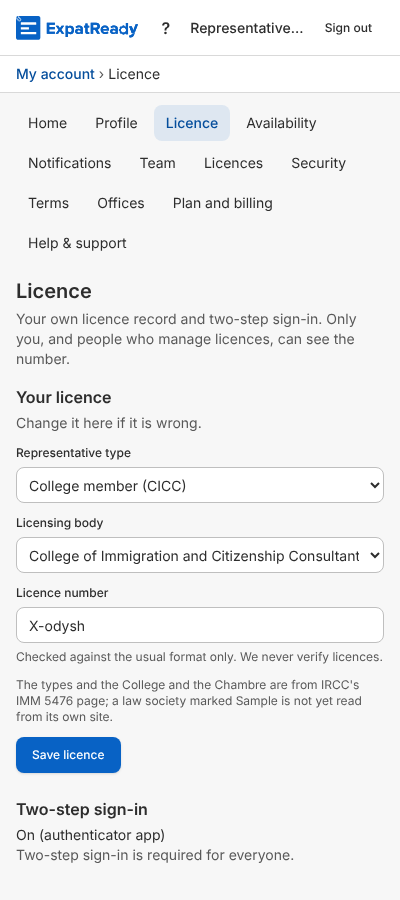 ExpatReady ? Representative... Sign out
My account › Licence
Home Profile Licence Availability
Notifications Team Licences Security
Terms Offices Plan and billing
Help & support
Licence
Your own licence record and two-step sign-in. Only
you, and people who manage licences, can see the
number.
Your licence
Change it here if it is wrong.
Representative type
College member (CICC)
Licensing body
College of Immigration and Citizenship Consultant
Licence number
X-odysh
Checked against the usual format only. We never verify licences.
The types and the College and the Chambre are from IRCC's
IMM 5476 page; a law society marked Sample is not yet read
from its own site.
Save licence
Two-step sign-in
On (authenticator app)
Two-step sign-in is required for everyone.